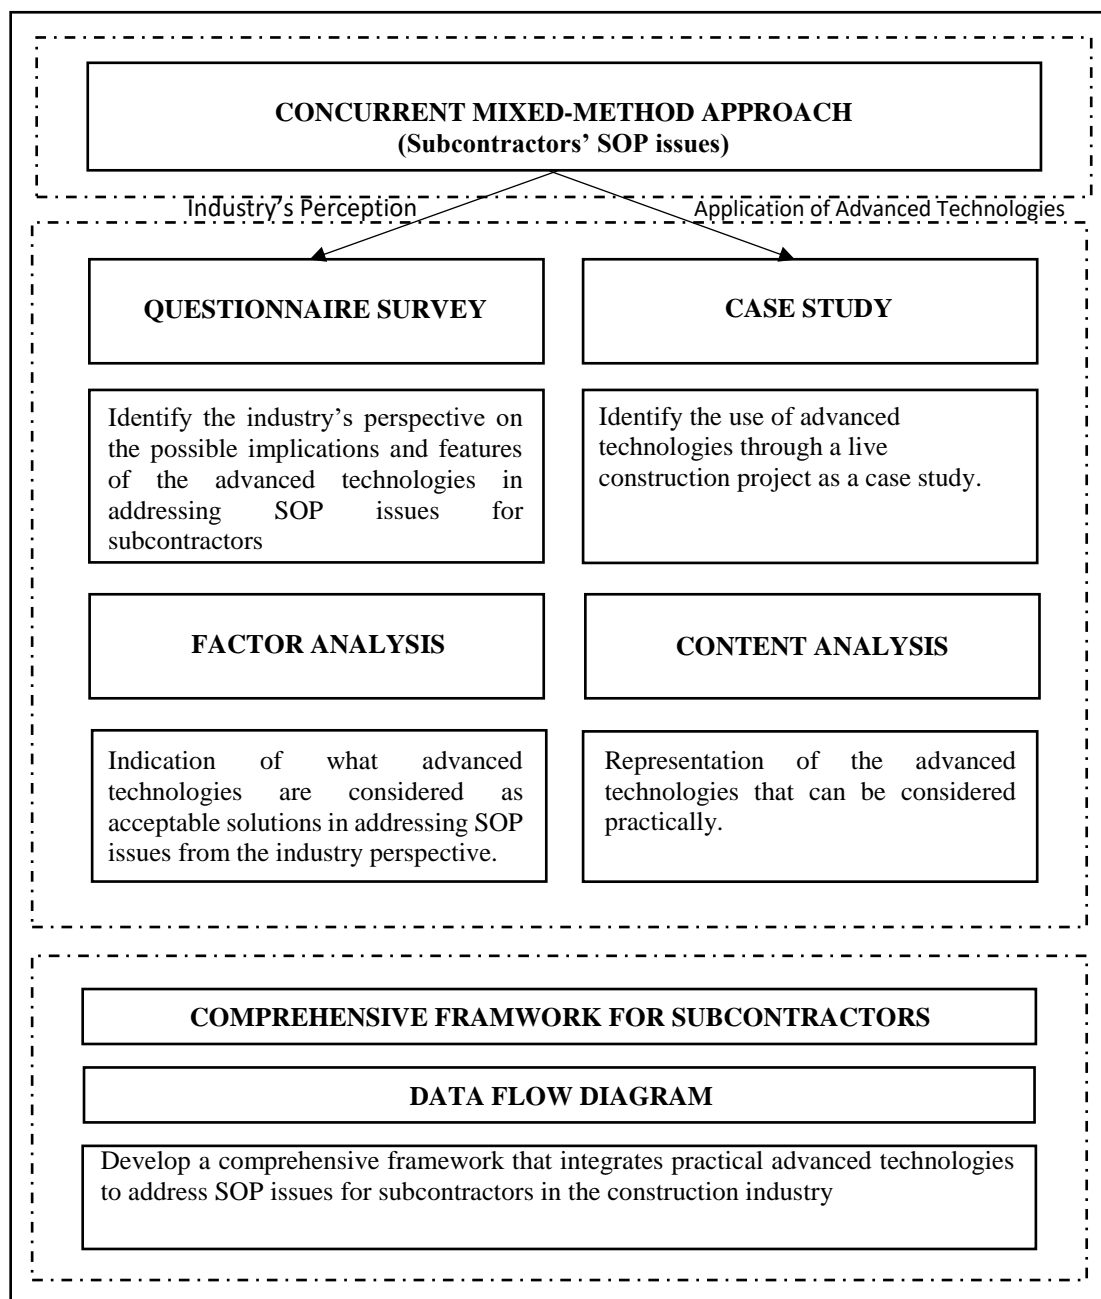 CONCURRENT MIXED-METHOD APPROACH
(Subcontractors’ SOP issues)
Industry’s Perception
Application of Advanced Technologies
QUESTIONNAIRE SURVEY
CASE STUDY
Identify the industry’s perspective on
the possible implications and features
of the advanced technologies in
addressing SOP issues for
subcontractors
Identify the use of advanced
technologies through a live
construction project as a case study.
FACTOR ANALYSIS
CONTENT ANALYSIS
Indication of what advanced
technologies are considered as
acceptable solutions in addressing SOP
issues from the industry perspective.
Representation of the advanced
technologies that can be considered
practically.
COMPREHENSIVE FRAMWORK FOR SUBCONTRACTORS
DATA FLOW DIAGRAM
Develop a comprehensive framework that integrates practical advanced technologies
to address SOP issues for subcontractors in the construction industry